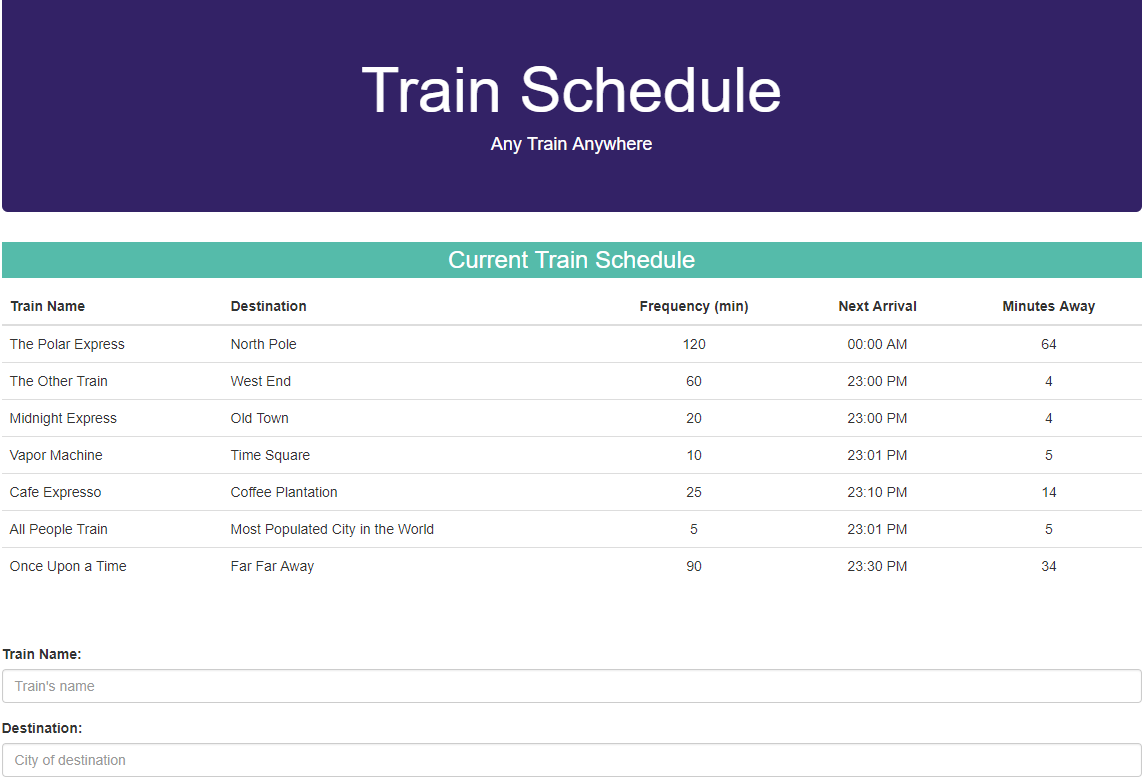 Train Schedule
Any Train Anywhere
Current Train Schedule
Train Name Destination Frequency (min) Next Arrival Minutes Away
The Polar Express North Pole 120 00:00 AM 64
The Other Train West End 60 23:00 PM 4
Midnight Express Old Town 20 23:00 PM 4
Vapor Machine Time Square 10 23:01 PM 5
Cafe Expresso Coffee Plantation 25 23:10 PM 14
All People Train Most Populated City in the World 5 23:01 PM 5
Once Upon a Time Far Far Away 90 23:30 PM 34
Train Name:
Train's name
Destination:
City of destination